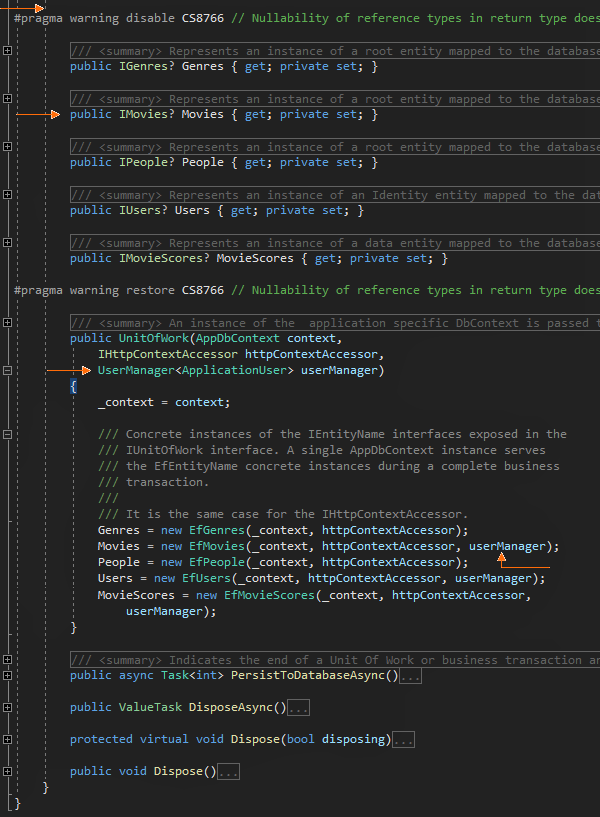 #pragma warning disable CS8766 // Nullability of reference types in return type does
/// <summary> Represents an instance of a root entity mapped to the database
public IGenres? Genres { get; private set; }
/// <summary> Represents an instance of a root entity mapped to the database
public IMovies? Movies { get; private set; }
/// <summary> Represents an instance of a root entity mapped to the database
public IPeople? People { get; private set; }
/// <summary> Represents an instance of an Identity entity mapped to the dat
public IUsers? Users { get; private set; }
/// <summary> Represents an instance of a data entity mapped to the database
public IMovieScores? MovieScores { get; private set; }
#pragma warning restore CS8766 // Nullability of reference types in return type does
/// <summary> An instance of the  application specific DbContext is passed t
public UnitOfWork(AppDbContext context,
IHttpContextAccessor httpContextAccessor,
UserManager<ApplicationUser> userManager)
{
_context = context;
/// Concrete instances of the IEntityName interfaces exposed in the
/// IUnitOfWork interface. A single AppDbContext instance serves
/// the EfEntityName concrete instances during a complete business
/// transaction.
///
/// It is the same case for the IHttpContextAccessor.
Genres = new EfGenres(_context, httpContextAccessor);
Movies = new EfMovies(_context, httpContextAccessor, userManager);
People = new EfPeople(_context, httpContextAccessor);
Users = new EfUsers(_context, httpContextAccessor, userManager);
MovieScores = new EfMovieScores(_context, httpContextAccessor,
userManager);
}
/// <summary> Indicates the end of a Unit Of Work or business transaction an
public async Task<int> PersistToDatabaseAsync()...
public ValueTask DisposeAsync()...
protected virtual void Dispose(bool disposing)...
public void Dispose()...
}
}